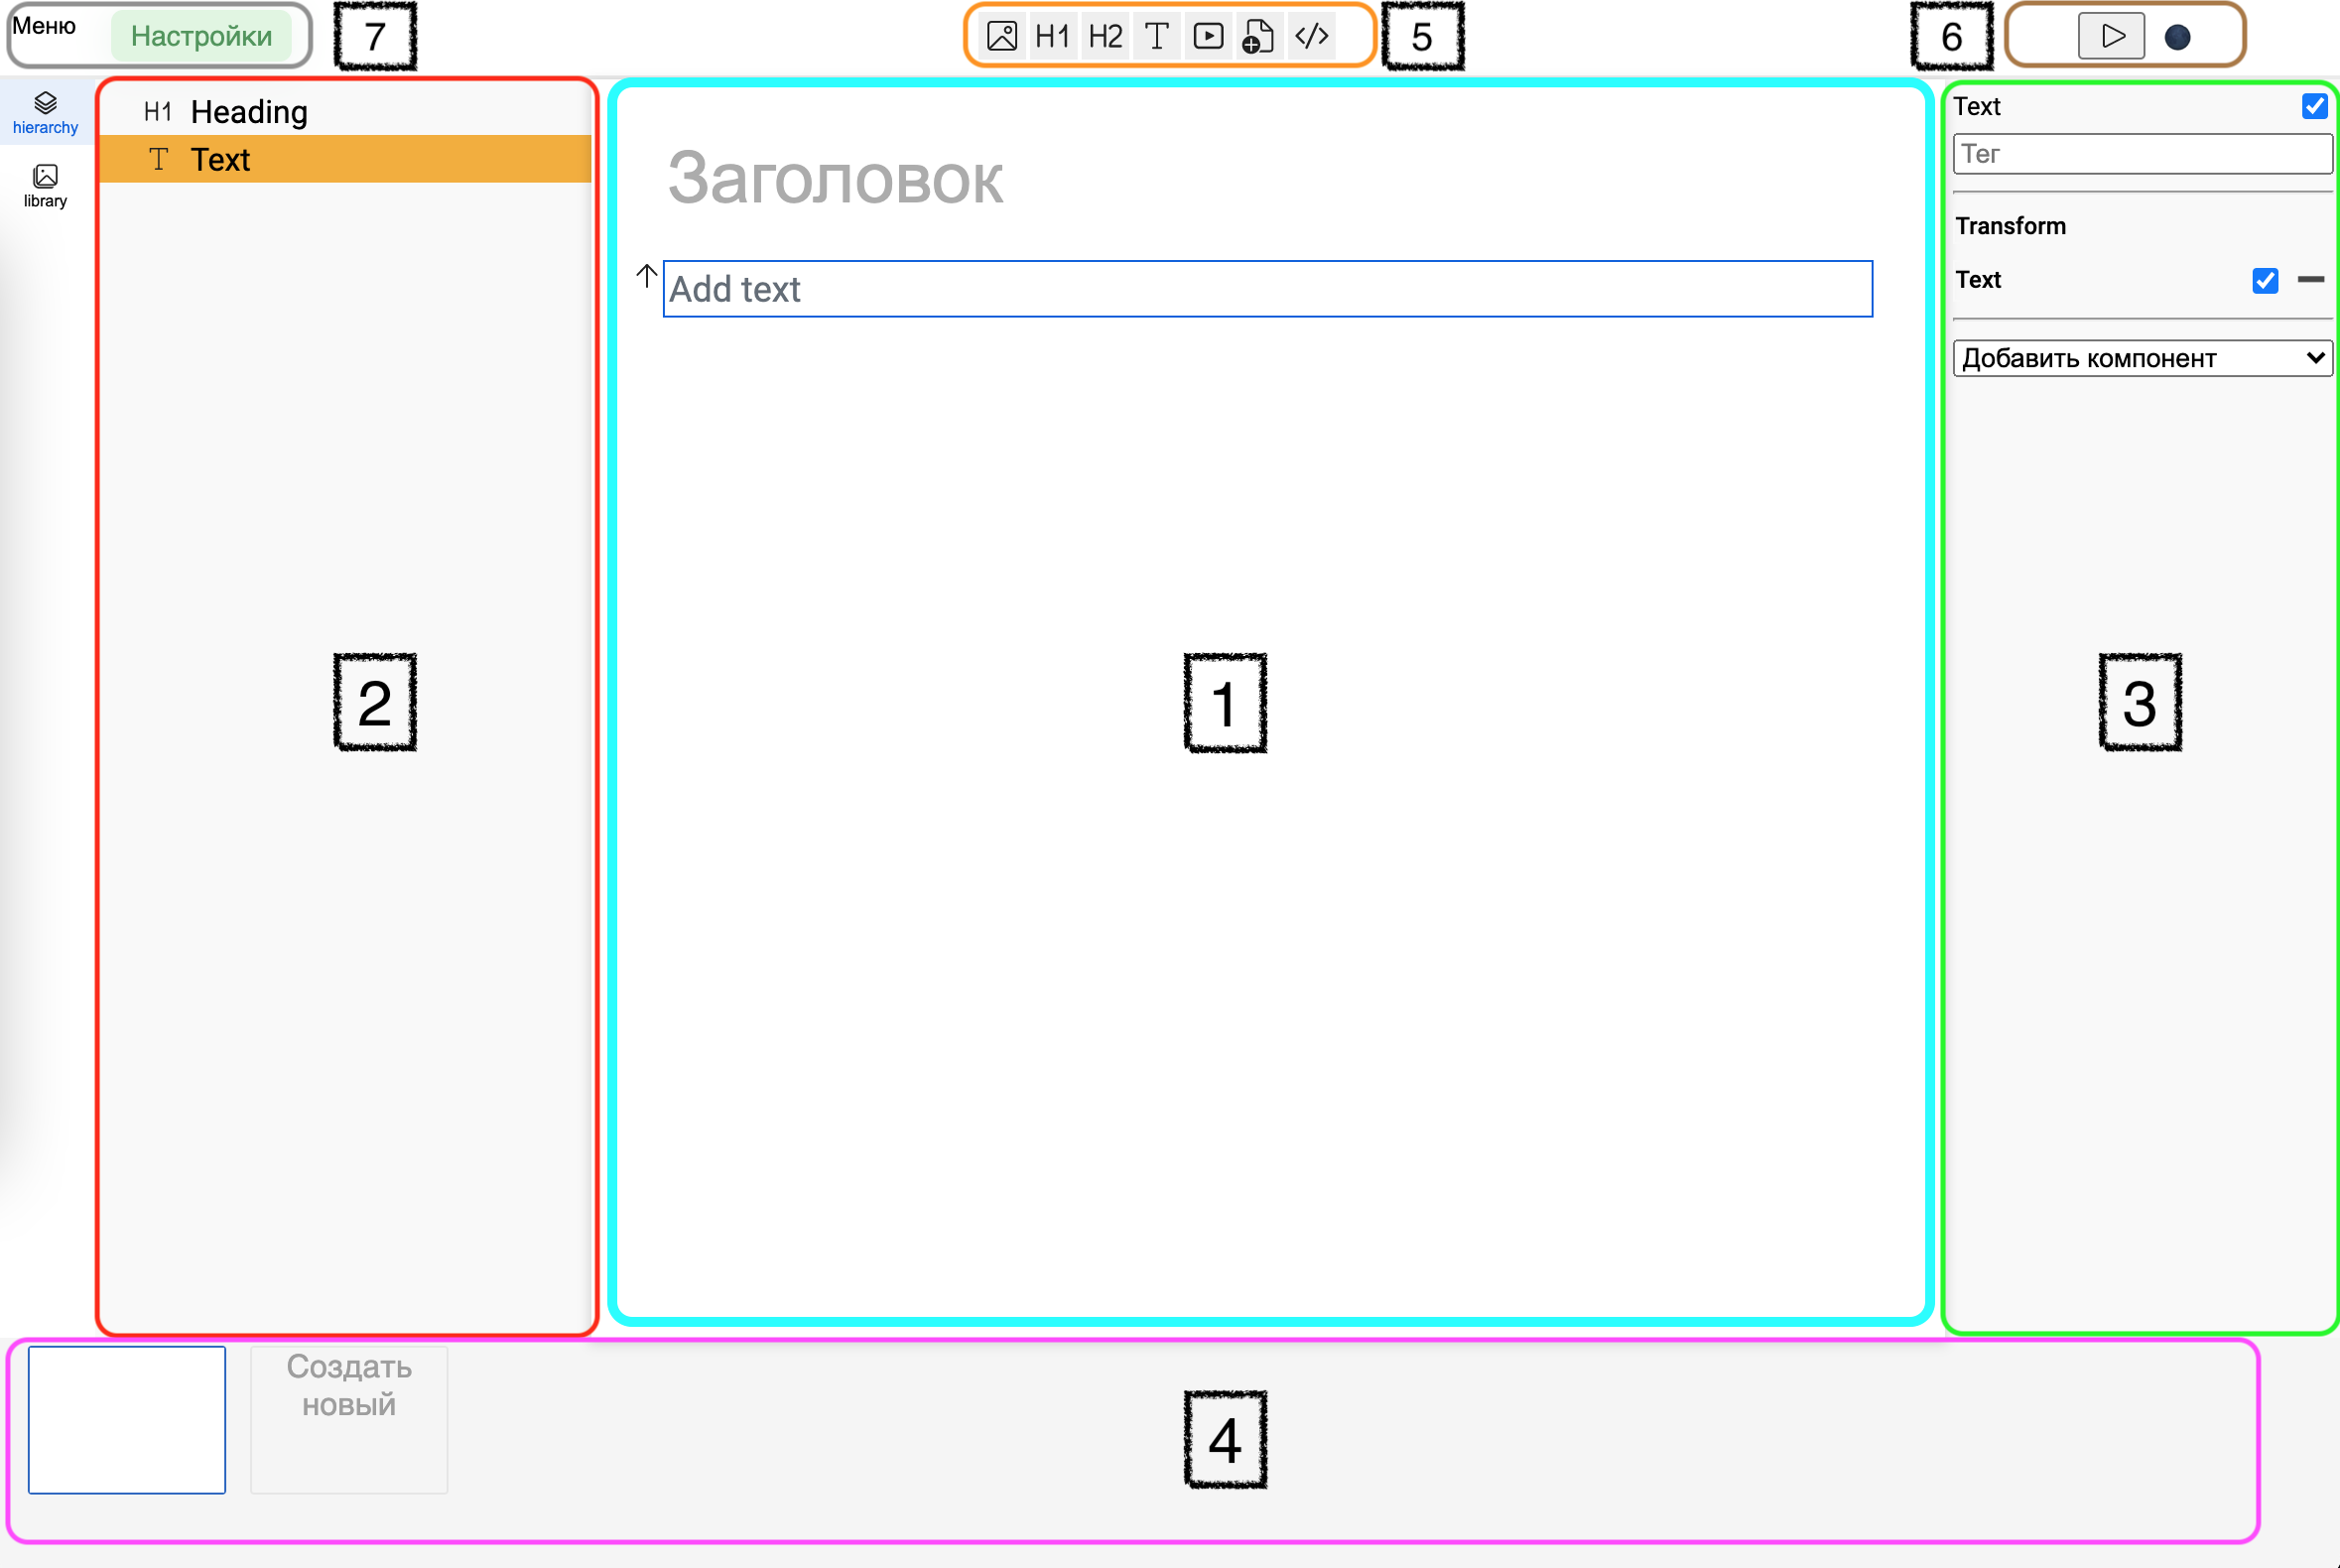 Меню
Настройки
7
H1 H2 T
5
6
hierarchy
library
H1 Heading
T Text
Заголовок
Add text
Text
Тег
Transform
Text
Добавить компонент
2
1
3
Создать
новый
4